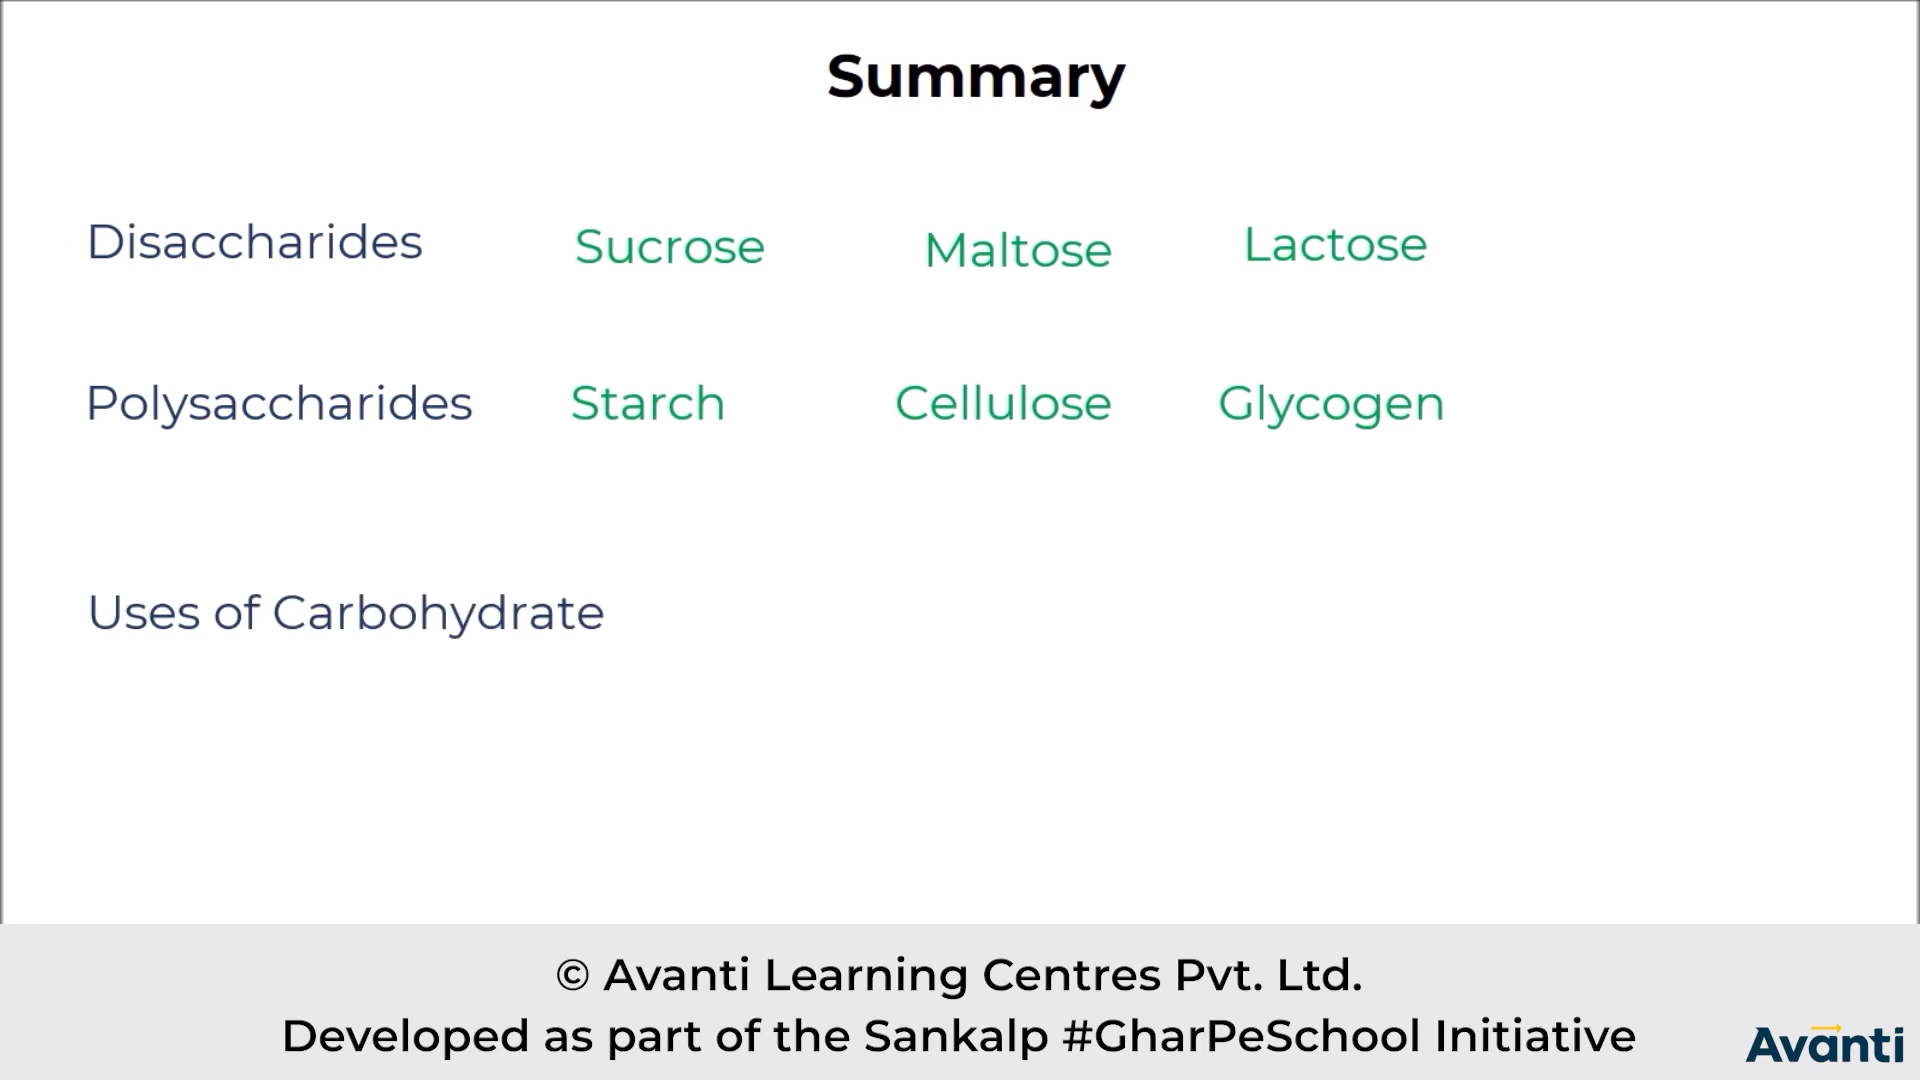 Summary
Disaccharides Sucrose Maltose Lactose
Polysaccharides Starch Cellulose Glycogen
Uses of Carbohydrate
© Avanti Learning Centres Pvt. Ltd.
Developed as part of the Sankalp #GharPeSchool Initiative
Avanti